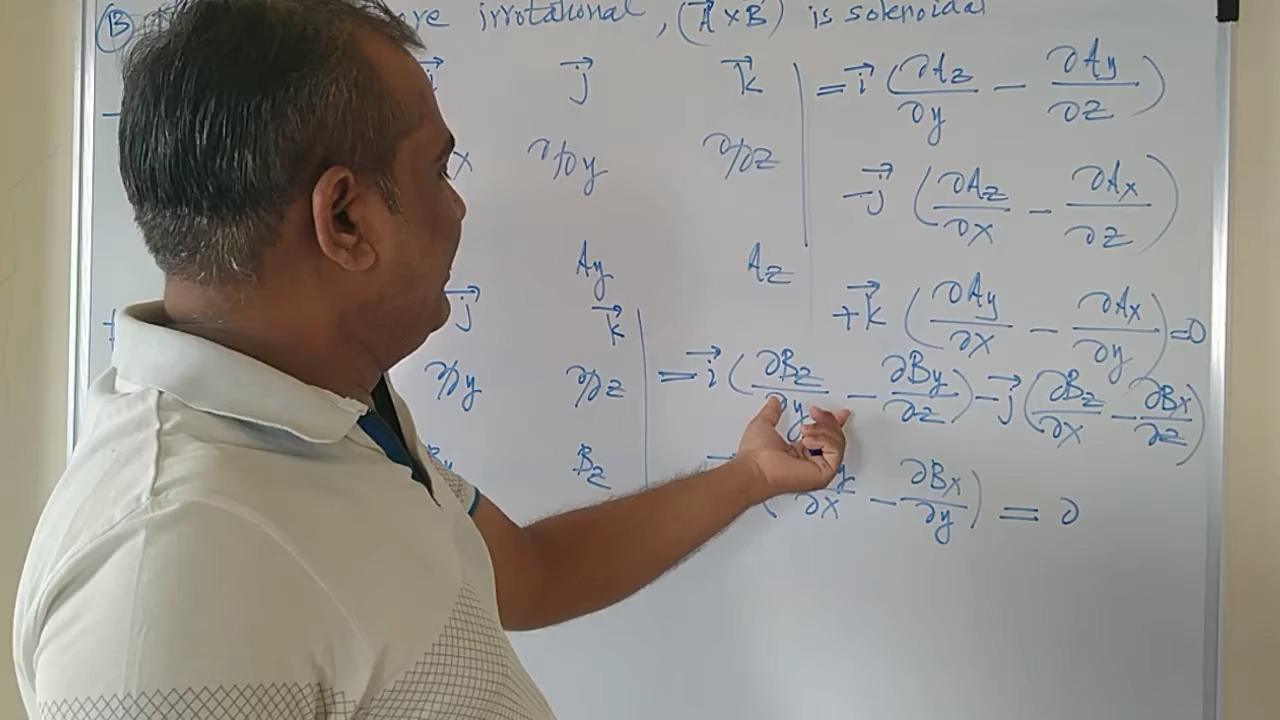 (B) are irrotational, (A⃗ × B⃗) is solenoidal
i⃗ j⃗ k⃗ | = i⃗ (∂Az/∂y − ∂Ay/∂z)
x ∂/∂y ∂/∂z | −j⃗ (∂Az/∂x − ∂Ax/∂z)
Ay Az | +k⃗ (∂Ay/∂x − ∂Ax/∂y) = 0
j⃗ k⃗
∂/∂y ∂/∂z | = i⃗ (∂Bz/∂y − ∂By/∂z) − j⃗ (∂Bz/∂x − ∂Bx/∂z)
By Bz | (y/∂x − ∂Bx/∂y) = 0